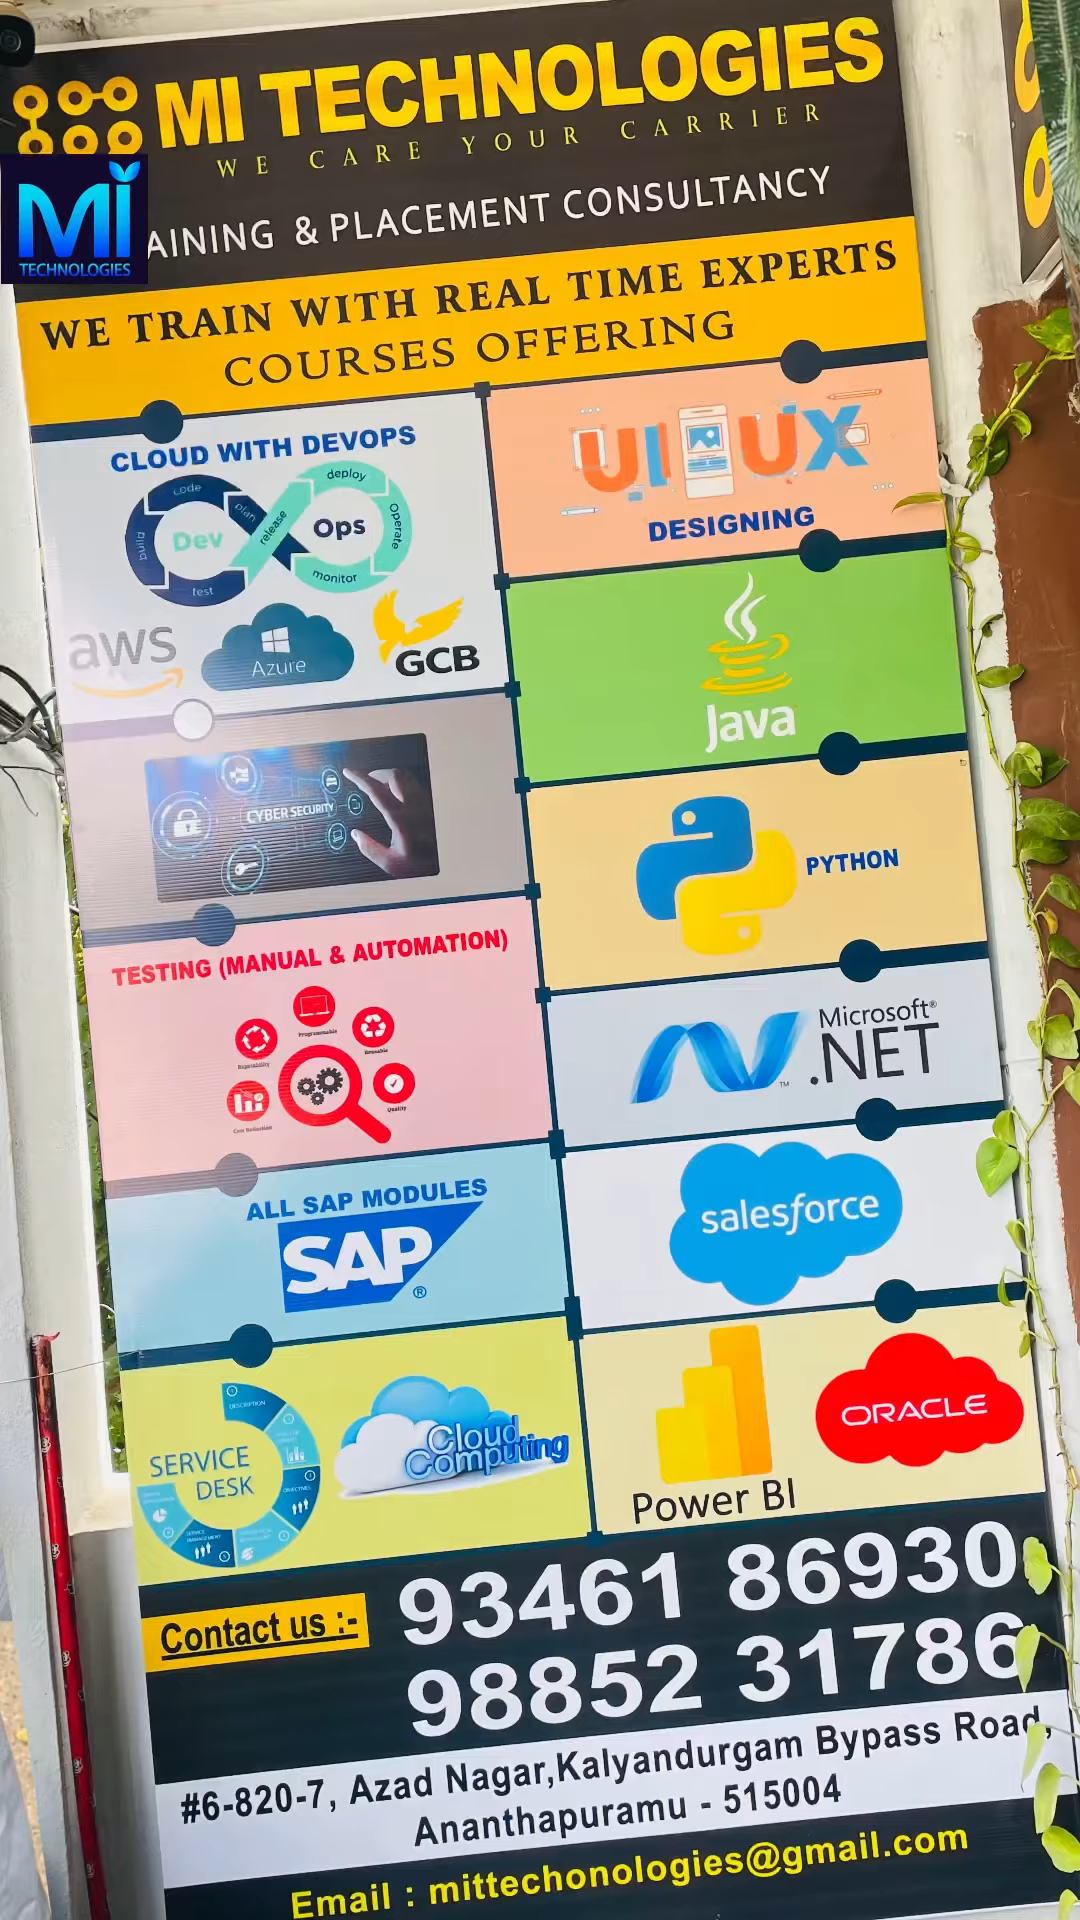 MI TECHNOLOGIES
WE CARE YOUR CARRIER
MI
TECHNOLOGIES
AINING & PLACEMENT CONSULTANCY
WE TRAIN WITH REAL TIME EXPERTS
COURSES OFFERING
CLOUD WITH DEVOPS
code
plan
release
deploy
Operate
monitor
build
test
Dev
Ops
aws
Azure
GCB
UI UX
DESIGNING
Java
CYBER SECURITY
PYTHON
TESTING (MANUAL & AUTOMATION)
Programmable
Repeatability
Reusable
Quality
Microsoft®
.NET
TM
ALL SAP MODULES
SAP
®
salesforce
SERVICE
DESK
DESCRIPTION
OBJECTIVES
SERVICE
MANAGEMENT
Cloud
Computing
Power BI
ORACLE
Contact us :-
93461 86930
98852 31786
#6-820-7, Azad Nagar,Kalyandurgam Bypass Road,
Ananthapuramu - 515004
Email : mittechonologies@gmail.com